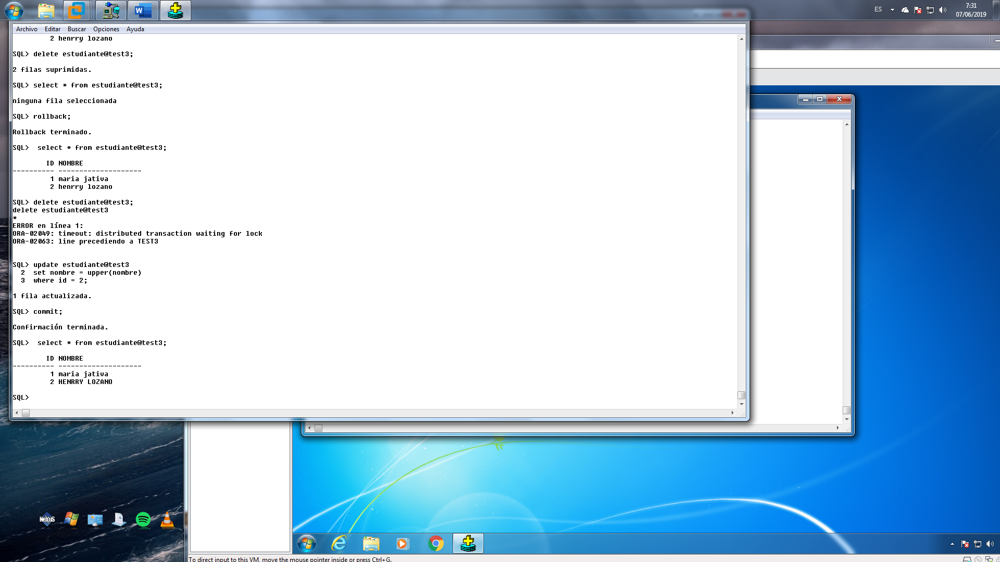 ES
7:31
07/06/2019
Archivo Editar Buscar Opciones Ayuda
2 henrry lozano
SQL> delete estudiante@test3;
2 filas suprimidas.
SQL> select * from estudiante@test3;
ninguna fila seleccionada
SQL> rollback;
Rollback terminado.
SQL>  select * from estudiante@test3;
ID NOMBRE
---------- --------------------
1 maria jativa
2 henrry lozano
SQL> delete estudiante@test3;
delete estudiante@test3
*
ERROR en línea 1:
ORA-02049: timeout: distributed transaction waiting for lock
ORA-02063: line precediendo a TEST3
SQL> update estudiante@test3
2  set nombre = upper(nombre)
3  where id = 2;
1 fila actualizada.
SQL> commit;
Confirmación terminada.
SQL>  select * from estudiante@test3;
ID NOMBRE
---------- --------------------
1 maria jativa
2 HENRRY LOZANO
SQL>
NeXuS
To direct input to this VM, move the mouse pointer inside or press Ctrl+G.